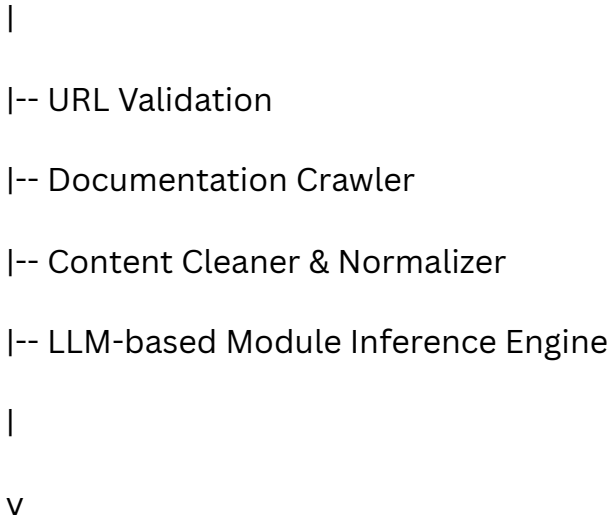 |
|-- URL Validation
|-- Documentation Crawler
|-- Content Cleaner & Normalizer
|-- LLM-based Module Inference Engine
|
v